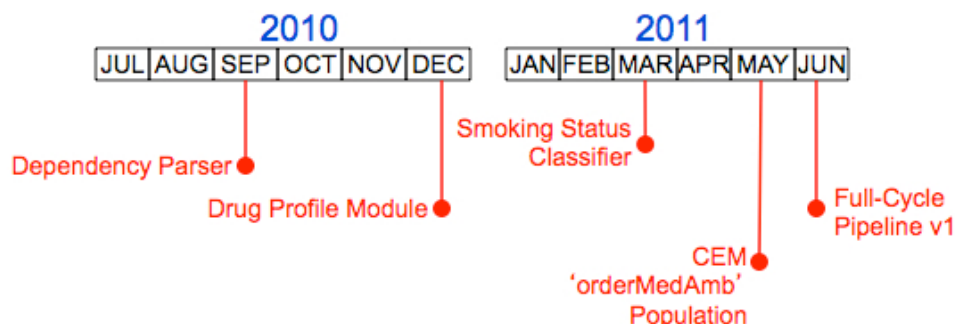 2010 2011
JUL AUG SEP OCT NOV DEC JAN FEB MAR APR MAY JUN
Smoking Status
Classifier
Dependency Parser
Drug Profile Module
Full-Cycle
Pipeline v1
CEM
‘orderMedAmb’
Population